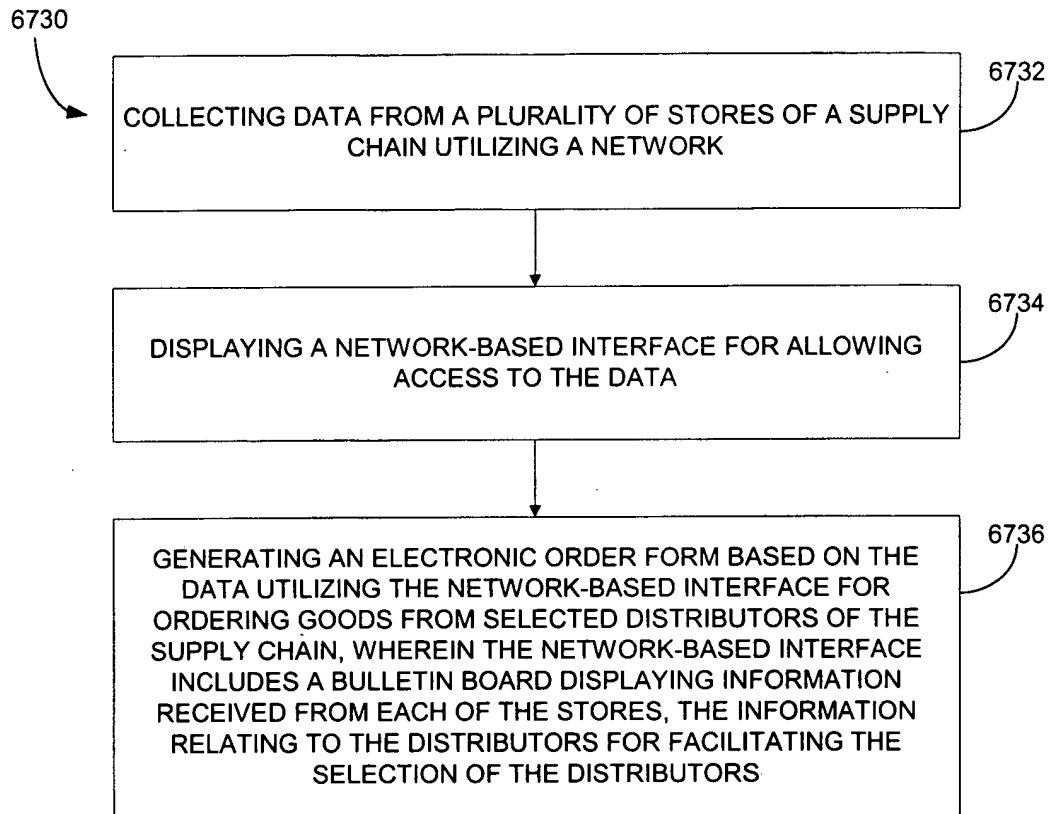 6730
6732
COLLECTING DATA FROM A PLURALITY OF STORES OF A SUPPLY
CHAIN UTILIZING A NETWORK
6734
DISPLAYING A NETWORK-BASED INTERFACE FOR ALLOWING
ACCESS TO THE DATA
6736
GENERATING AN ELECTRONIC ORDER FORM BASED ON THE
DATA UTILIZING THE NETWORK-BASED INTERFACE FOR
ORDERING GOODS FROM SELECTED DISTRIBUTORS OF THE
SUPPLY CHAIN, WHEREIN THE NETWORK-BASED INTERFACE
INCLUDES A BULLETIN BOARD DISPLAYING INFORMATION
RECEIVED FROM EACH OF THE STORES, THE INFORMATION
RELATING TO THE DISTRIBUTORS FOR FACILITATING THE
SELECTION OF THE DISTRIBUTORS